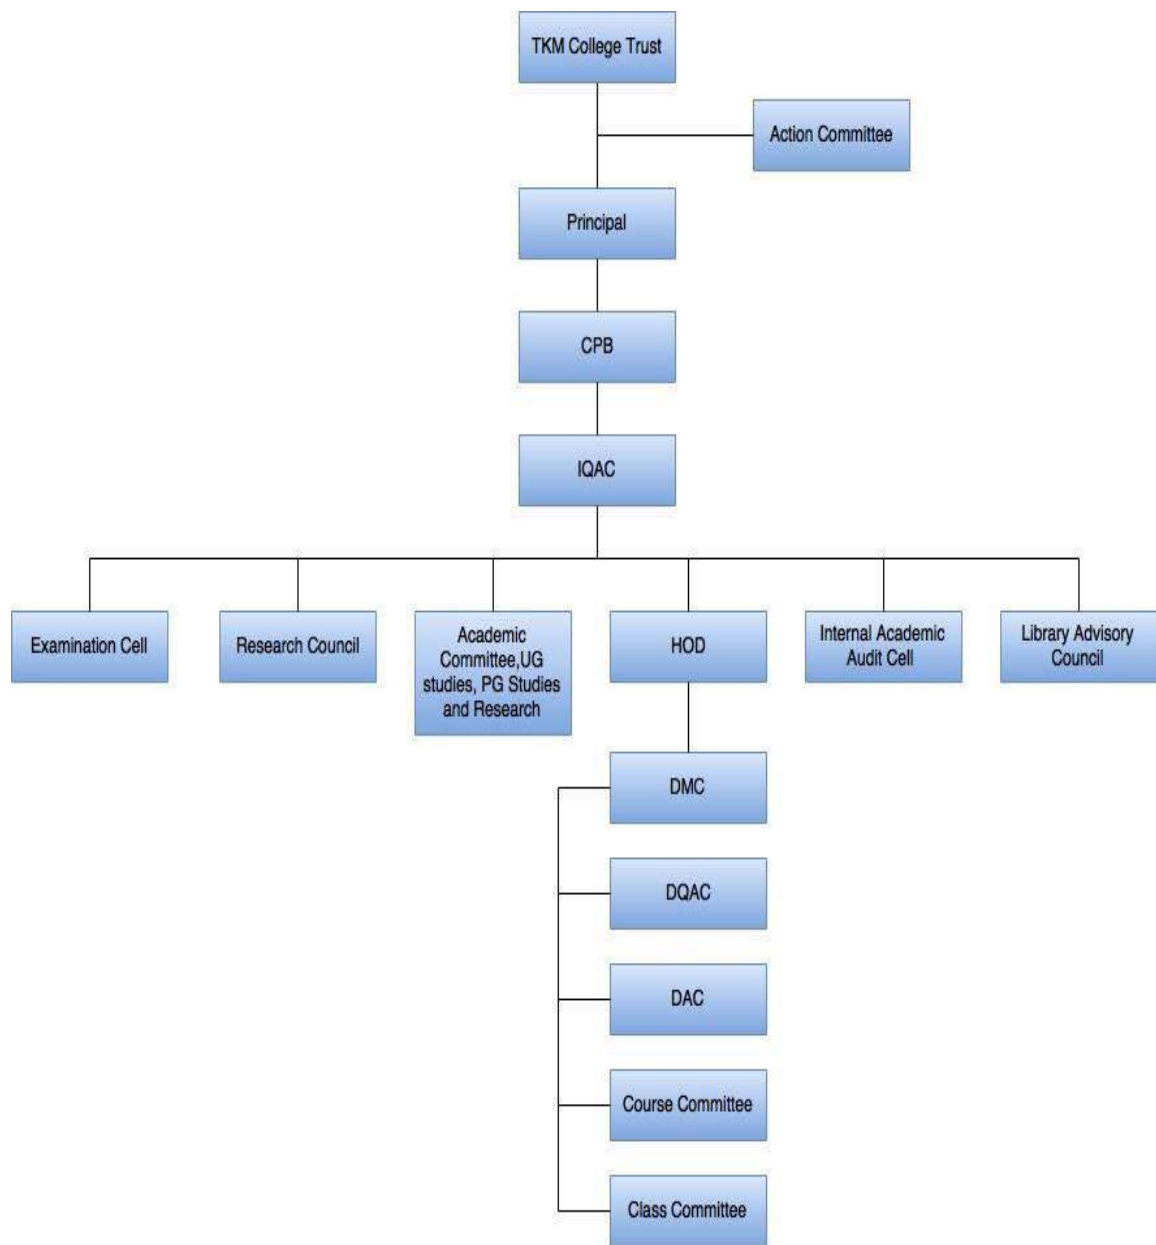 TKM College Trust
Action Committee
Principal
CPB
IQAC
Examination Cell
Research Council
Academic
Committee,UG
studies, PG Studies
and Research
HOD
Internal Academic
Audit Cell
Library Advisory
Council
DMC
DQAC
DAC
Course Committee
Class Committee